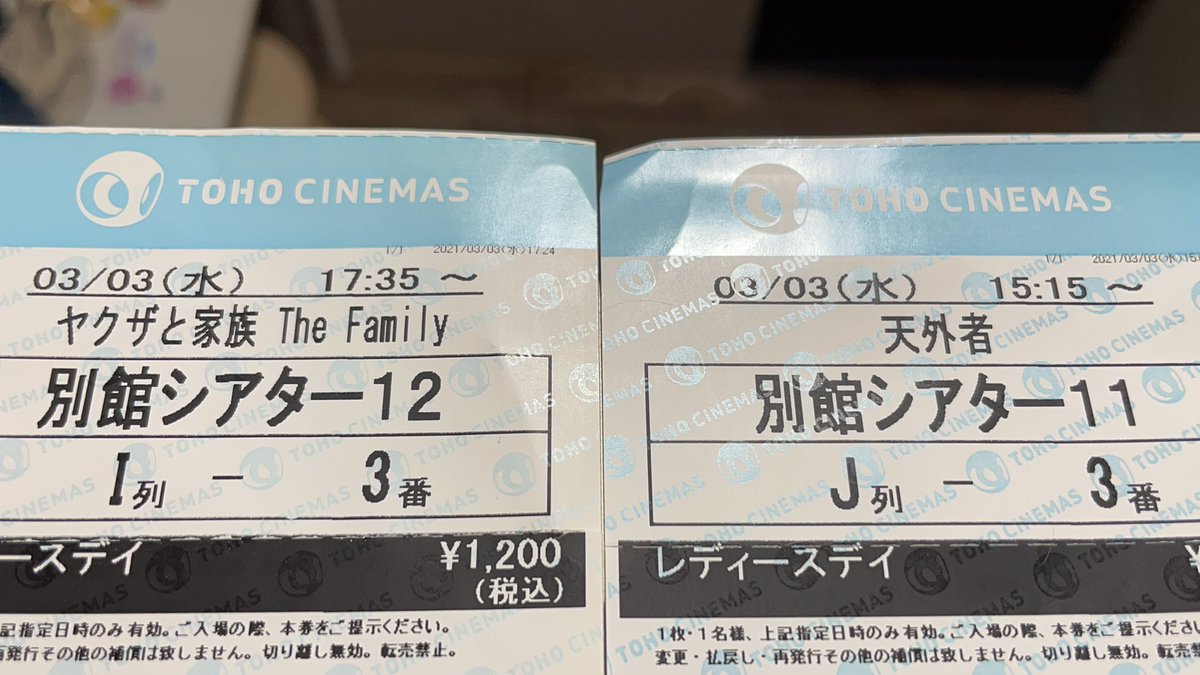 TOHO CINEMAS
1/1 2021/03/03(水)17:24
03/03(水) 17:35 ～
ヤクザと家族 The Family
別館シアター12
I列 － 3番
ースデイ ¥1,200
(税込)
記指定日時のみ有効。ご入場の際、本券をご提示ください。
再発行その他の補償は致しません。切り離し無効。転売禁止。
TOHO CINEMAS
1/1 2021/03/03(水)15:
03/03(水) 15:15 ～
天外者
別館シアター11
J列 － 3番
レディースデイ
1枚・1名様、上記指定日時のみ有効。ご入場の際、本券をご提示くださ
変更・払戻し・再発行その他の補償は致しません。切り離し無効。転売